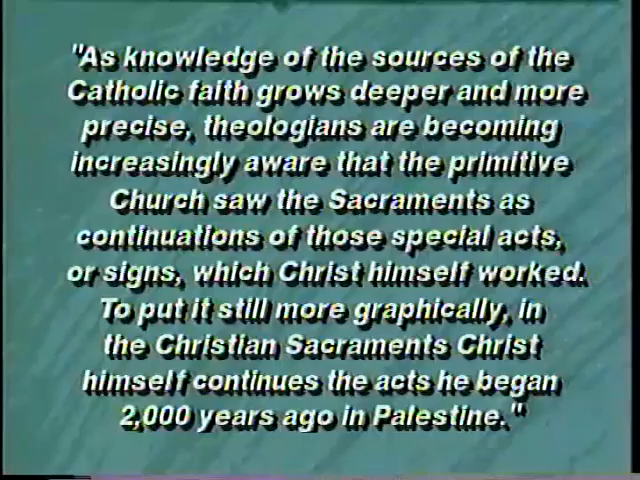 "As knowledge of the sources of the
Catholic faith grows deeper and more
precise, theologians are becoming
increasingly aware that the primitive
Church saw the Sacraments as
continuations of those special acts,
or signs, which Christ himself worked.
To put it still more graphically, in
the Christian Sacraments Christ
himself continues the acts he began
2,000 years ago in Palestine."